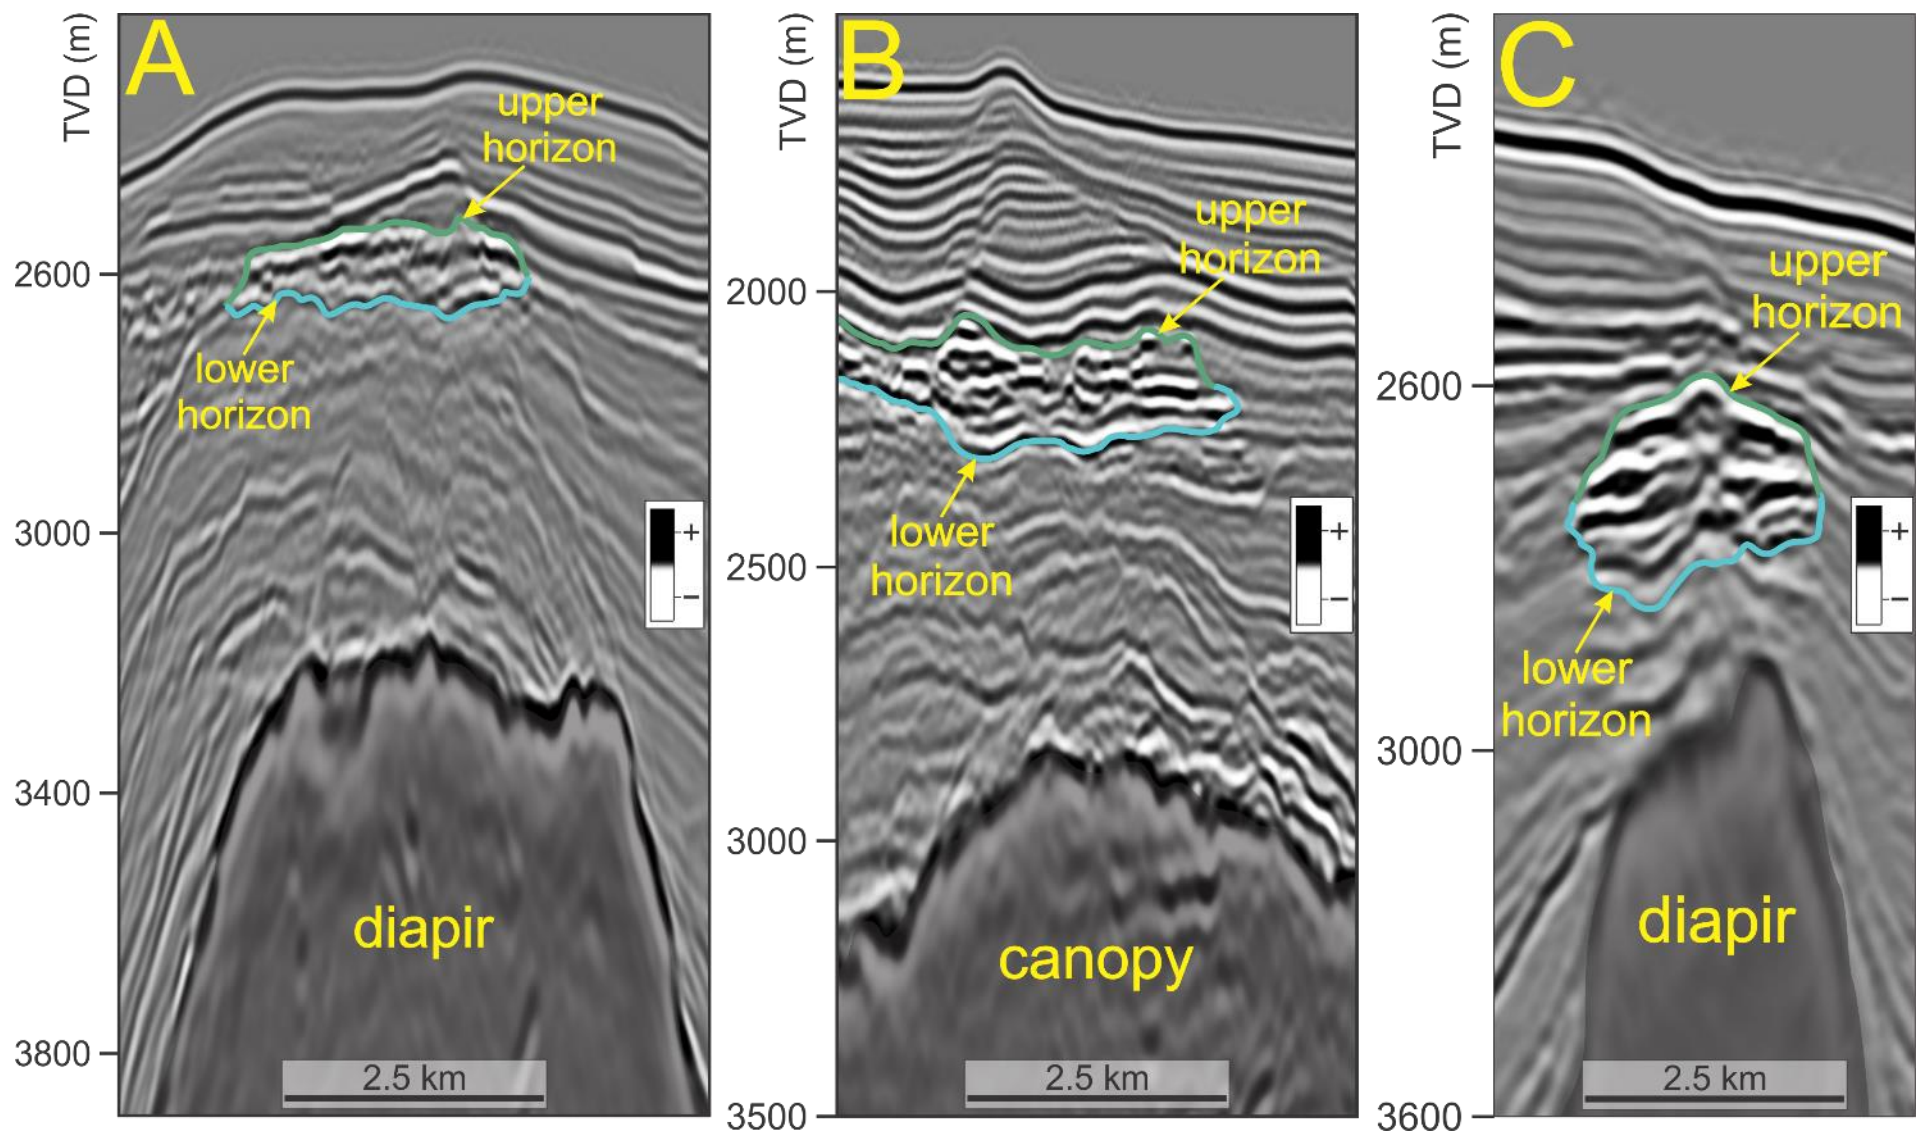 A
TVD (m)
upper
horizon
2600
lower
horizon
3000
+
−
3400
diapir
3800
2.5 km
B
TVD (m)
upper
horizon
2000
lower
horizon
2500
+
−
3000
canopy
2.5 km
3500
C
TVD (m)
upper
horizon
2600
+
−
lower
horizon
3000
diapir
2.5 km
3600